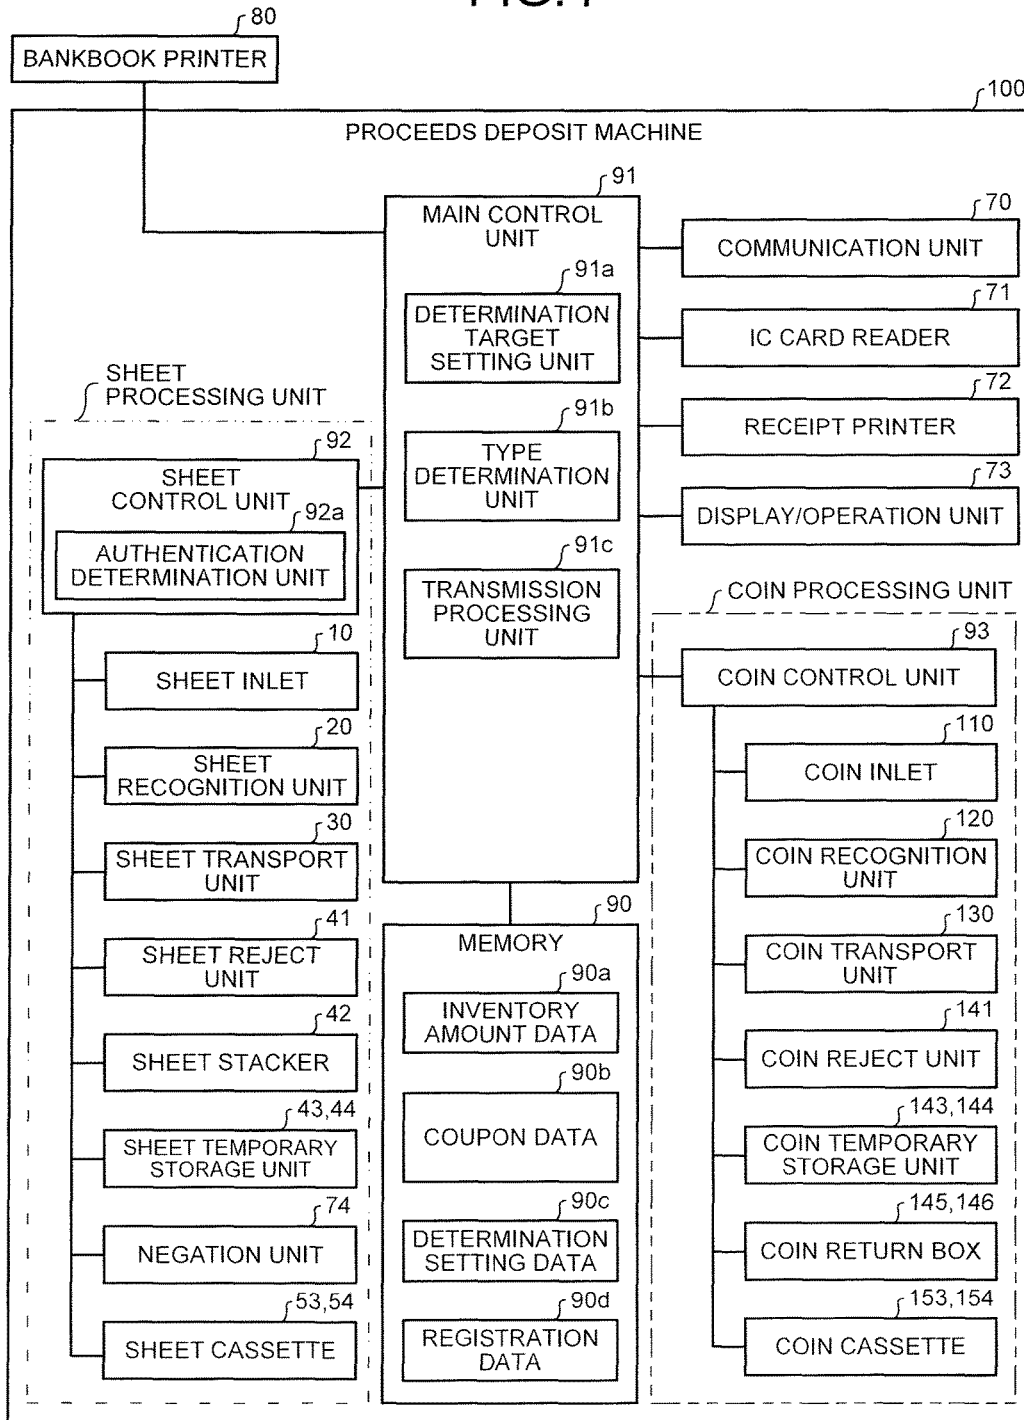 80
BANKBOOK PRINTER
100
PROCEEDS DEPOSIT MACHINE
91
MAIN CONTROL
UNIT
91a
DETERMINATION
TARGET
SETTING UNIT
91b
TYPE
DETERMINATION
UNIT
91c
TRANSMISSION
PROCESSING
UNIT
70
COMMUNICATION UNIT
71
IC CARD READER
72
RECEIPT PRINTER
73
DISPLAY/OPERATION UNIT
SHEET
PROCESSING UNIT
92
SHEET
CONTROL UNIT
92a
AUTHENTICATION
DETERMINATION UNIT
10
SHEET INLET
20
SHEET
RECOGNITION UNIT
30
SHEET TRANSPORT
UNIT
41
SHEET REJECT
UNIT
42
SHEET STACKER
43,44
SHEET TEMPORARY
STORAGE UNIT
74
NEGATION UNIT
53,54
SHEET CASSETTE
90
MEMORY
90a
INVENTORY
AMOUNT DATA
90b
COUPON DATA
90c
DETERMINATION
SETTING DATA
90d
REGISTRATION
DATA
COIN PROCESSING UNIT
93
COIN CONTROL UNIT
110
COIN INLET
120
COIN RECOGNITION
UNIT
130
COIN TRANSPORT
UNIT
141
COIN REJECT UNIT
143,144
COIN TEMPORARY
STORAGE UNIT
145,146
COIN RETURN BOX
153,154
COIN CASSETTE